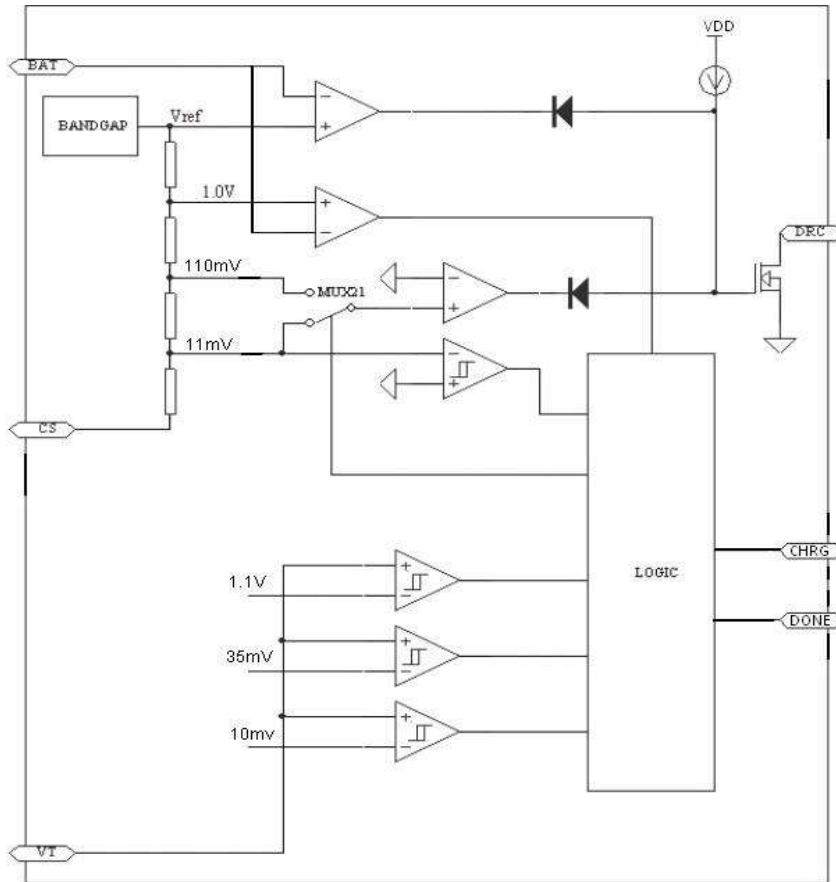 VDD
BAT
BANDGAP
Vref
1.0V
DRC
110mV
MUX21
11mV
CS
CHRG
1.1V
LOGIC
DONE
35mV
10mv
VT